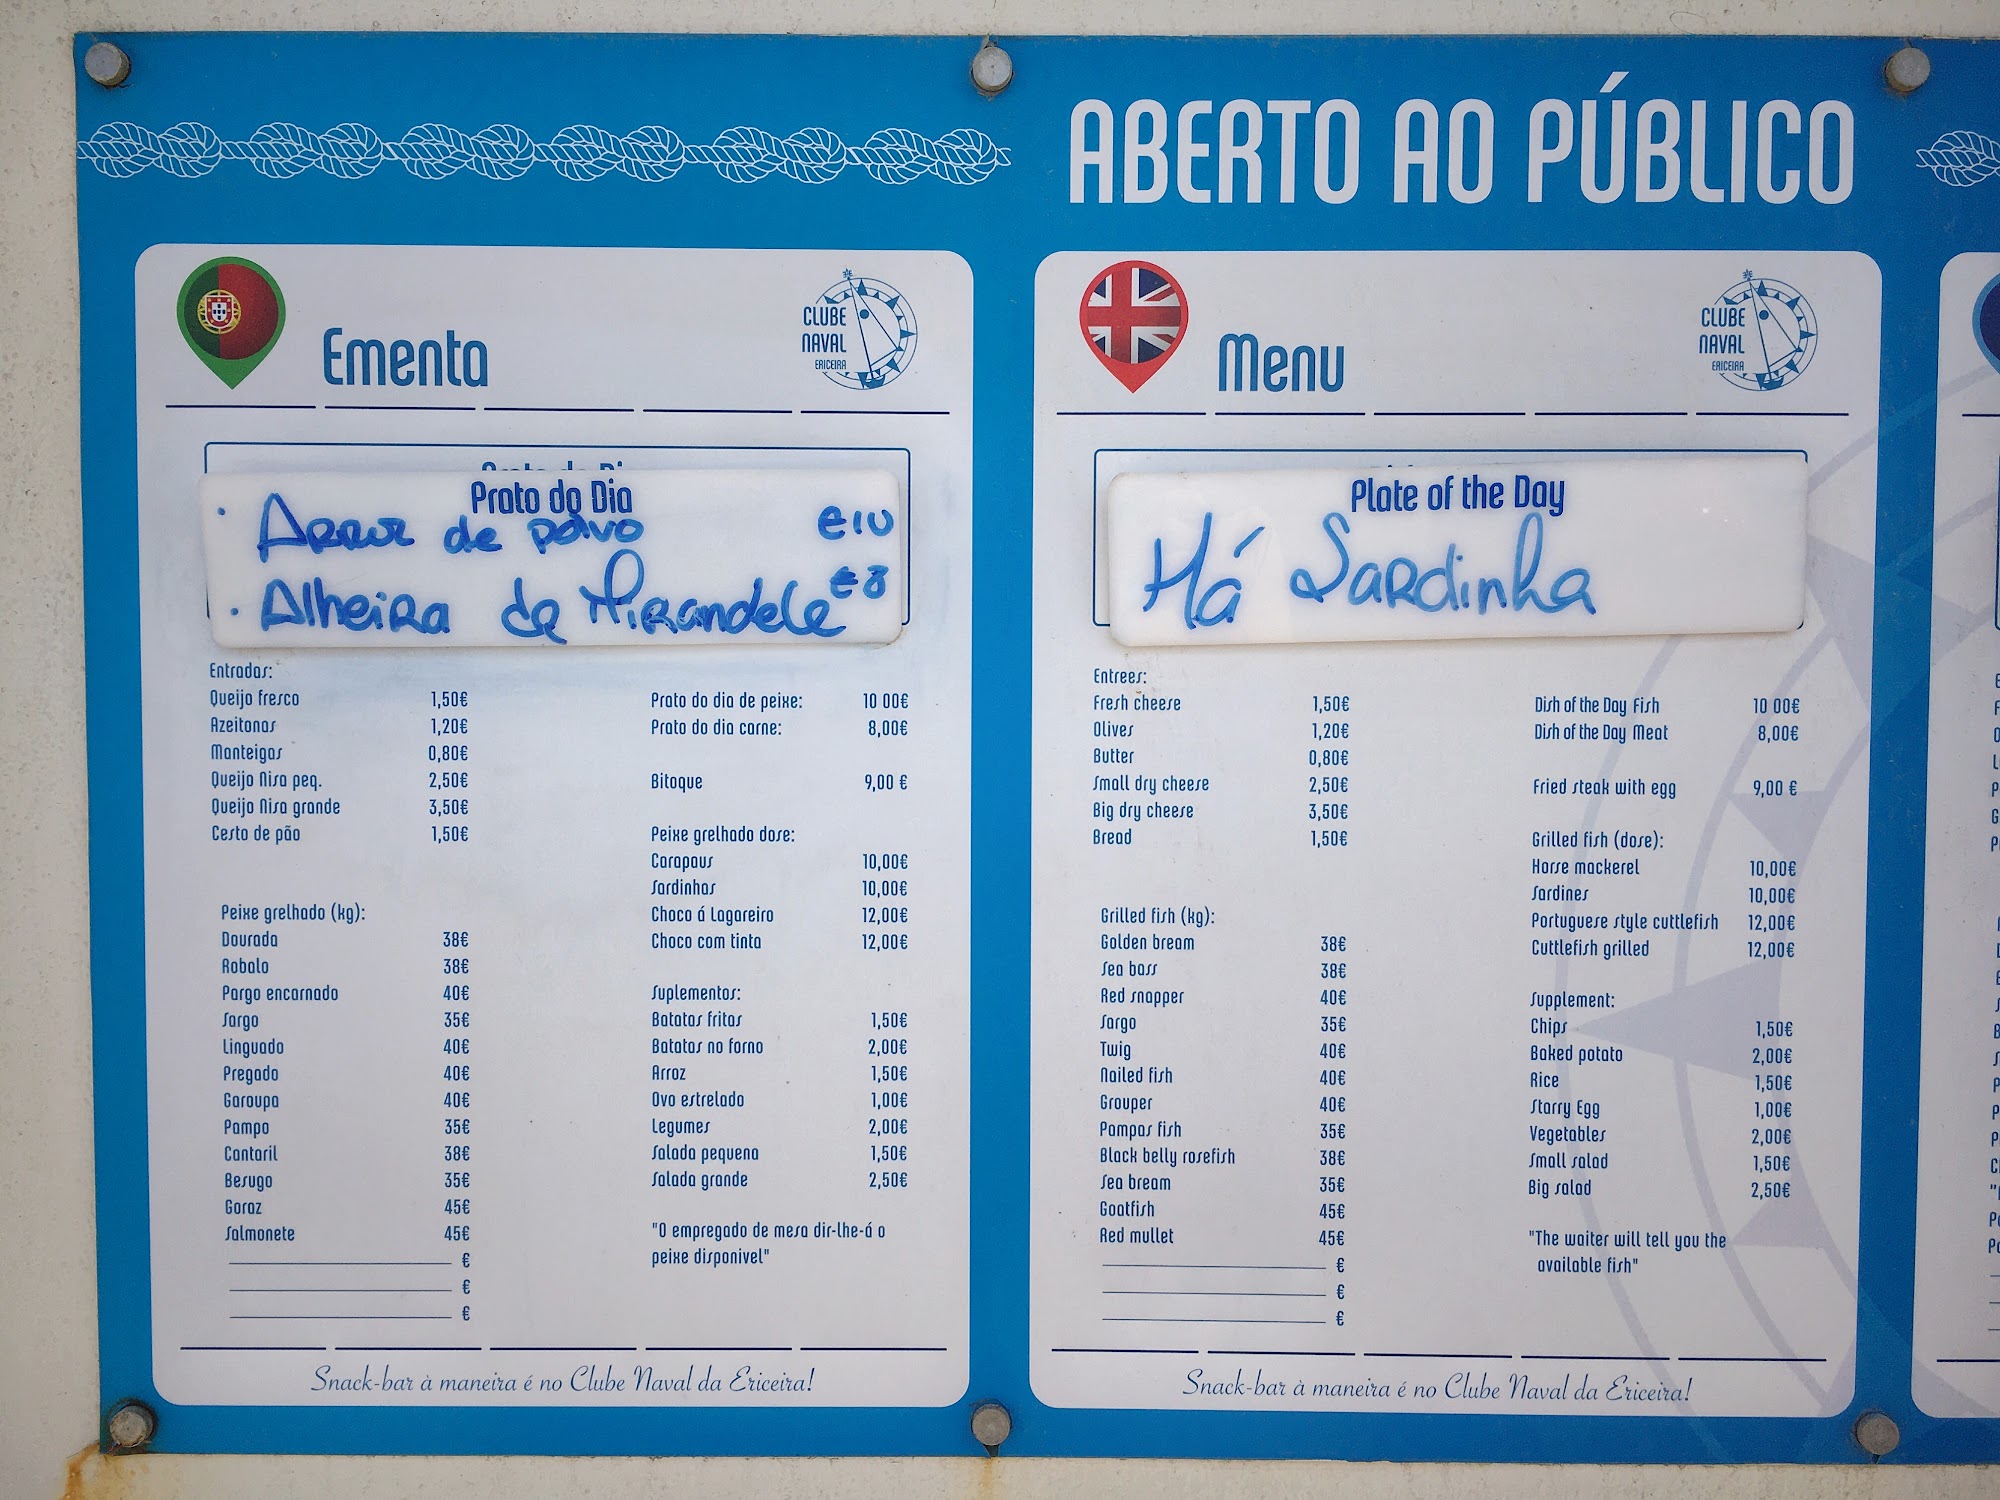 ABERTO AO PÚBLICO
Ementa
CLUBE
NAVAL
ERICEIRA
Prato do Dia
· Arroz de polvo €10
· Alheira de Mirandela €8
Entradas:
Queijo fresco 1,50€
Azeitonas 1,20€
Manteigas 0,80€
Queijo Nisa peq. 2,50€
Queijo Nisa grande 3,50€
Cesto de pão 1,50€
Peixe grelhado (kg):
Dourada 38€
Robalo 38€
Pargo encarnado 40€
Sargo 35€
Linguado 40€
Pregado 40€
Garoupa 40€
Pampo 35€
Cantaril 38€
Besugo 35€
Goraz 45€
Salmonete 45€
€
€
€
Prato do dia de peixe: 10 00€
Prato do dia carne: 8,00€
Bitoque 9,00 €
Peixe grelhado dose:
Carapaus 10,00€
Sardinhas 10,00€
Choco á Lagareiro 12,00€
Choco com tinta 12,00€
Suplementos:
Batatas fritas 1,50€
Batatas no forno 2,00€
Arroz 1,50€
Ovo estrelado 1,00€
Legumes 2,00€
Salada pequena 1,50€
Salada grande 2,50€
"O empregado de mesa dir-lhe-á o
peixe disponivel"
Snack-bar à maneira é no Clube Naval da Ericeira!
Menu
CLUBE
NAVAL
ERICEIRA
Plate of the Day
Há Sardinha
Entrees:
Fresh cheese 1,50€
Olives 1,20€
Butter 0,80€
Small dry cheese 2,50€
Big dry cheese 3,50€
Bread 1,50€
Grilled fish (kg):
Golden bream 38€
Sea bass 38€
Red snapper 40€
Sargo 35€
Twig 40€
Nailed fish 40€
Grouper 40€
Pampas fish 35€
Black belly rosefish 38€
Sea bream 35€
Goatfish 45€
Red mullet 45€
€
€
€
Dish of the Day Fish 10 00€
Dish of the Day Meat 8,00€
Fried steak with egg 9,00 €
Grilled fish (dose):
Horse mackerel 10,00€
Sardines 10,00€
Portuguese style cuttlefish 12,00€
Cuttlefish grilled 12,00€
Supplement:
Chips 1,50€
Baked potato 2,00€
Rice 1,50€
Starry Egg 1,00€
Vegetables 2,00€
Small salad 1,50€
Big salad 2,50€
"The waiter will tell you the
available fish"
Snack-bar à maneira é no Clube Naval da Ericeira!